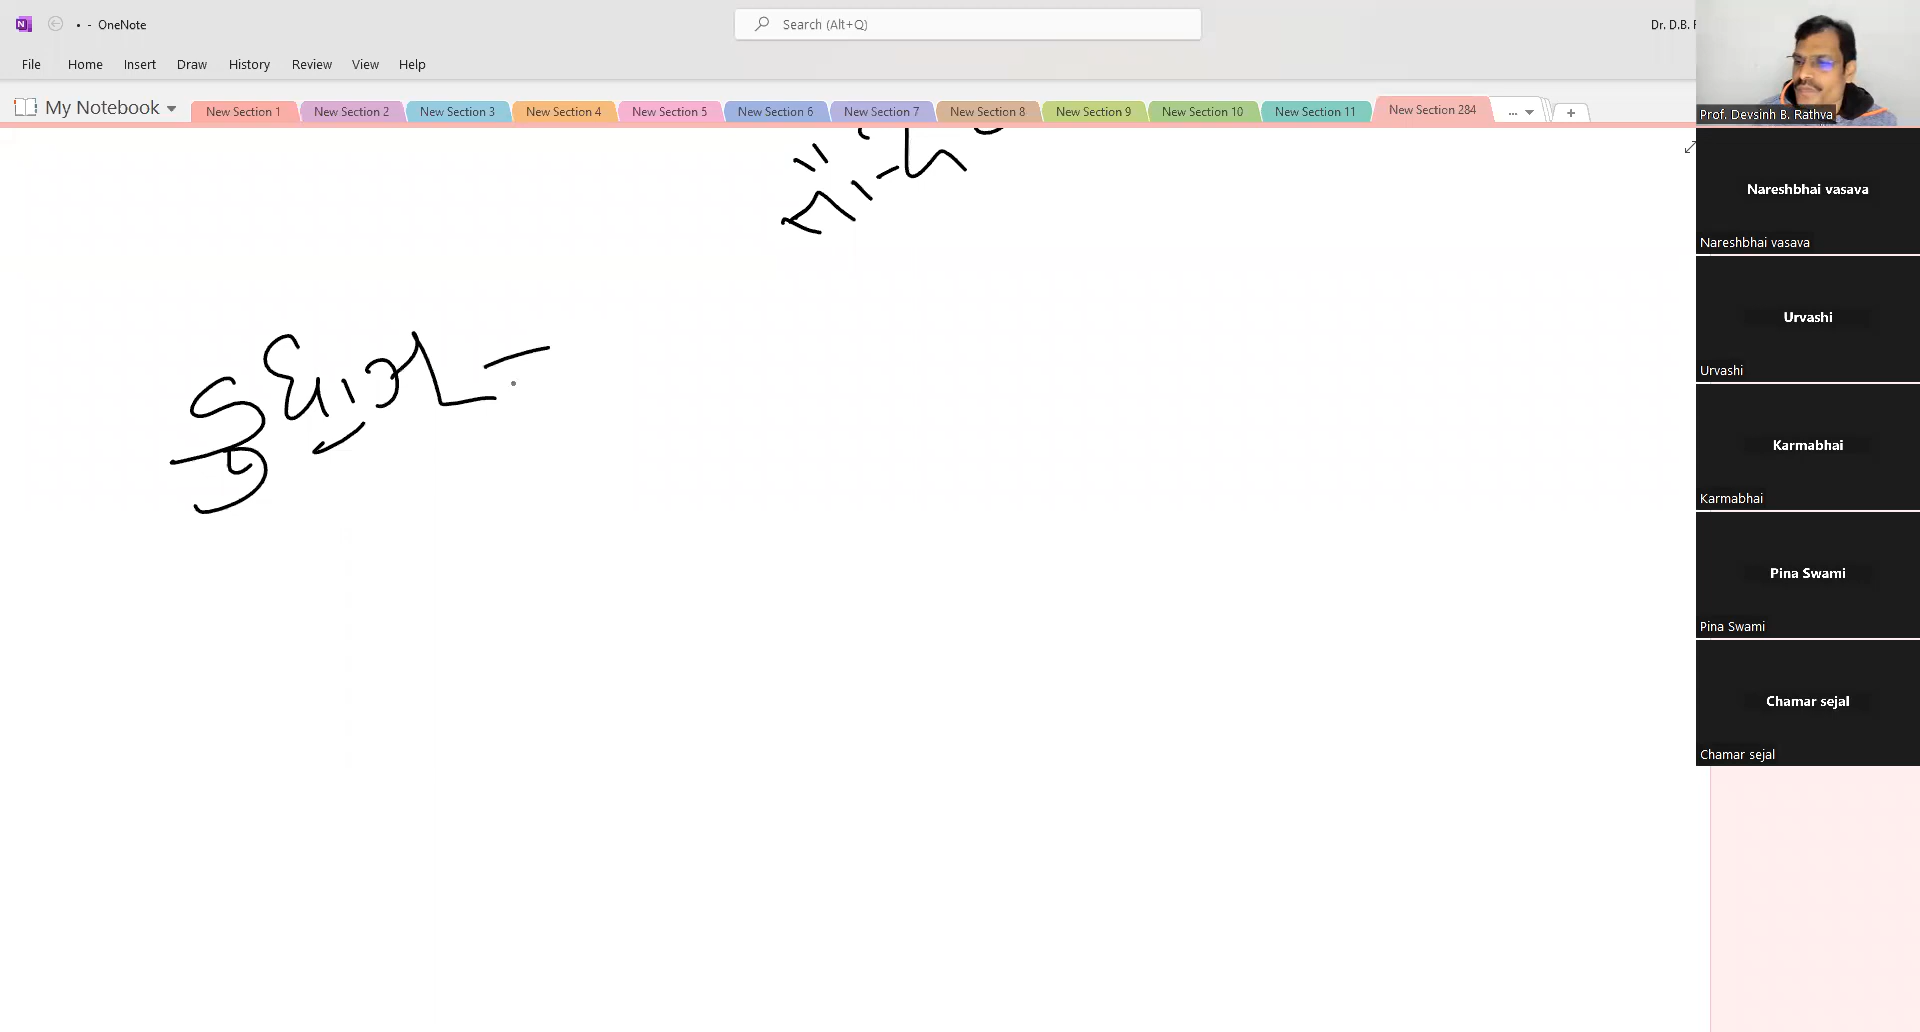 • - OneNote
Search (Alt+Q)
Dr. D.B. R
File Home Insert Draw History Review View Help
My Notebook
New Section 1 New Section 2 New Section 3 New Section 4 New Section 5 New Section 6 New Section 7 New Section 8 New Section 9 New Section 10 New Section 11 New Section 284 ...
Prof. Devsinh B. Rathva
Nareshbhai vasava
Nareshbhai vasava
Urvashi
Urvashi
Karmabhai
Karmabhai
Pina Swami
Pina Swami
Chamar sejal
Chamar sejal